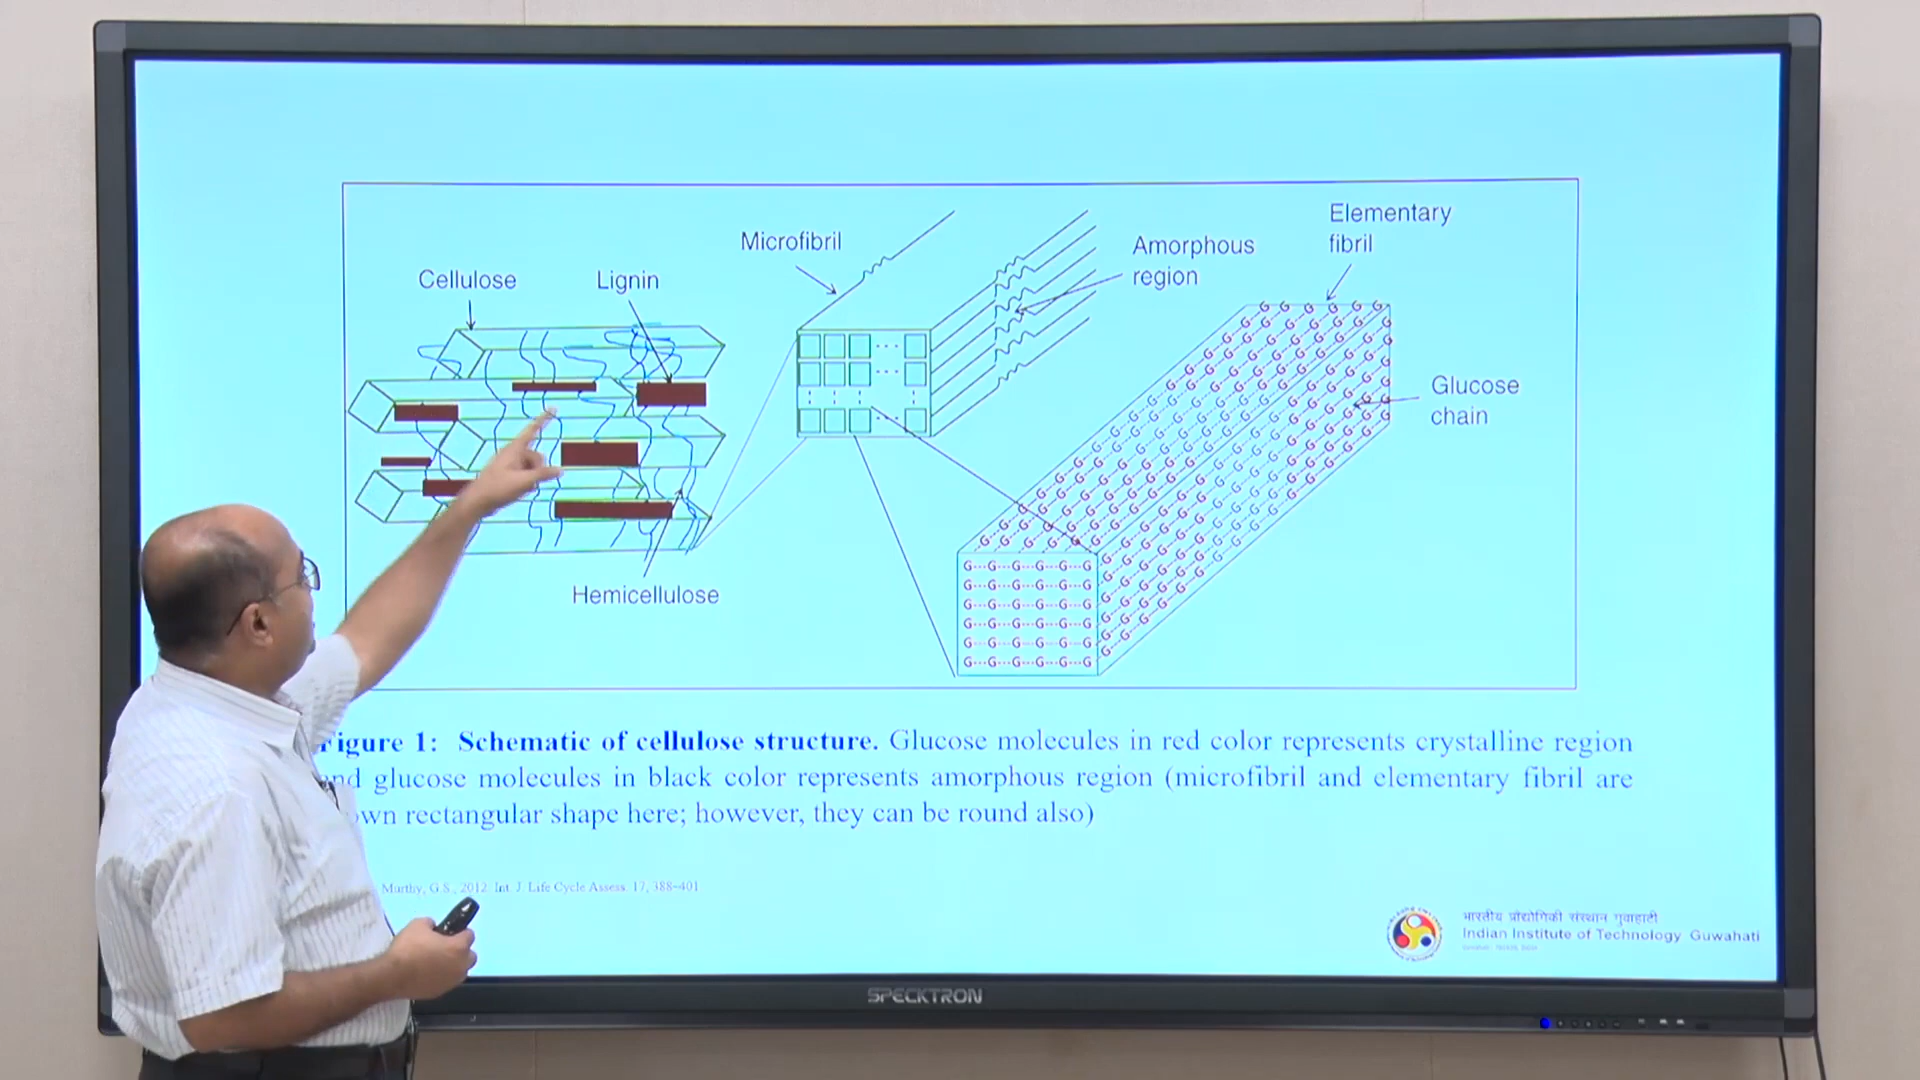 Elementary
fibril
Microfibril
Amorphous
region
Cellulose
Lignin
Glucose
chain
Hemicellulose
G--G--G--G--G--G
G--G--G--G--G--G
G--G--G--G--G--G
G--G--G--G--G--G
G--G--G--G--G--G
G--G--G--G--G--G
Figure 1: Schematic of cellulose structure. Glucose molecules in red color represents crystalline region
nd glucose molecules in black color represents amorphous region (microfibril and elementary fibril are
own rectangular shape here; however, they can be round also)
Murthy, G.S., 2012. Int. J. Life Cycle Assess. 17, 388-401
भारतीय प्रौद्योगिकी संस्थान गुवाहाटी
Indian Institute of Technology Guwahati
SPECKTRON